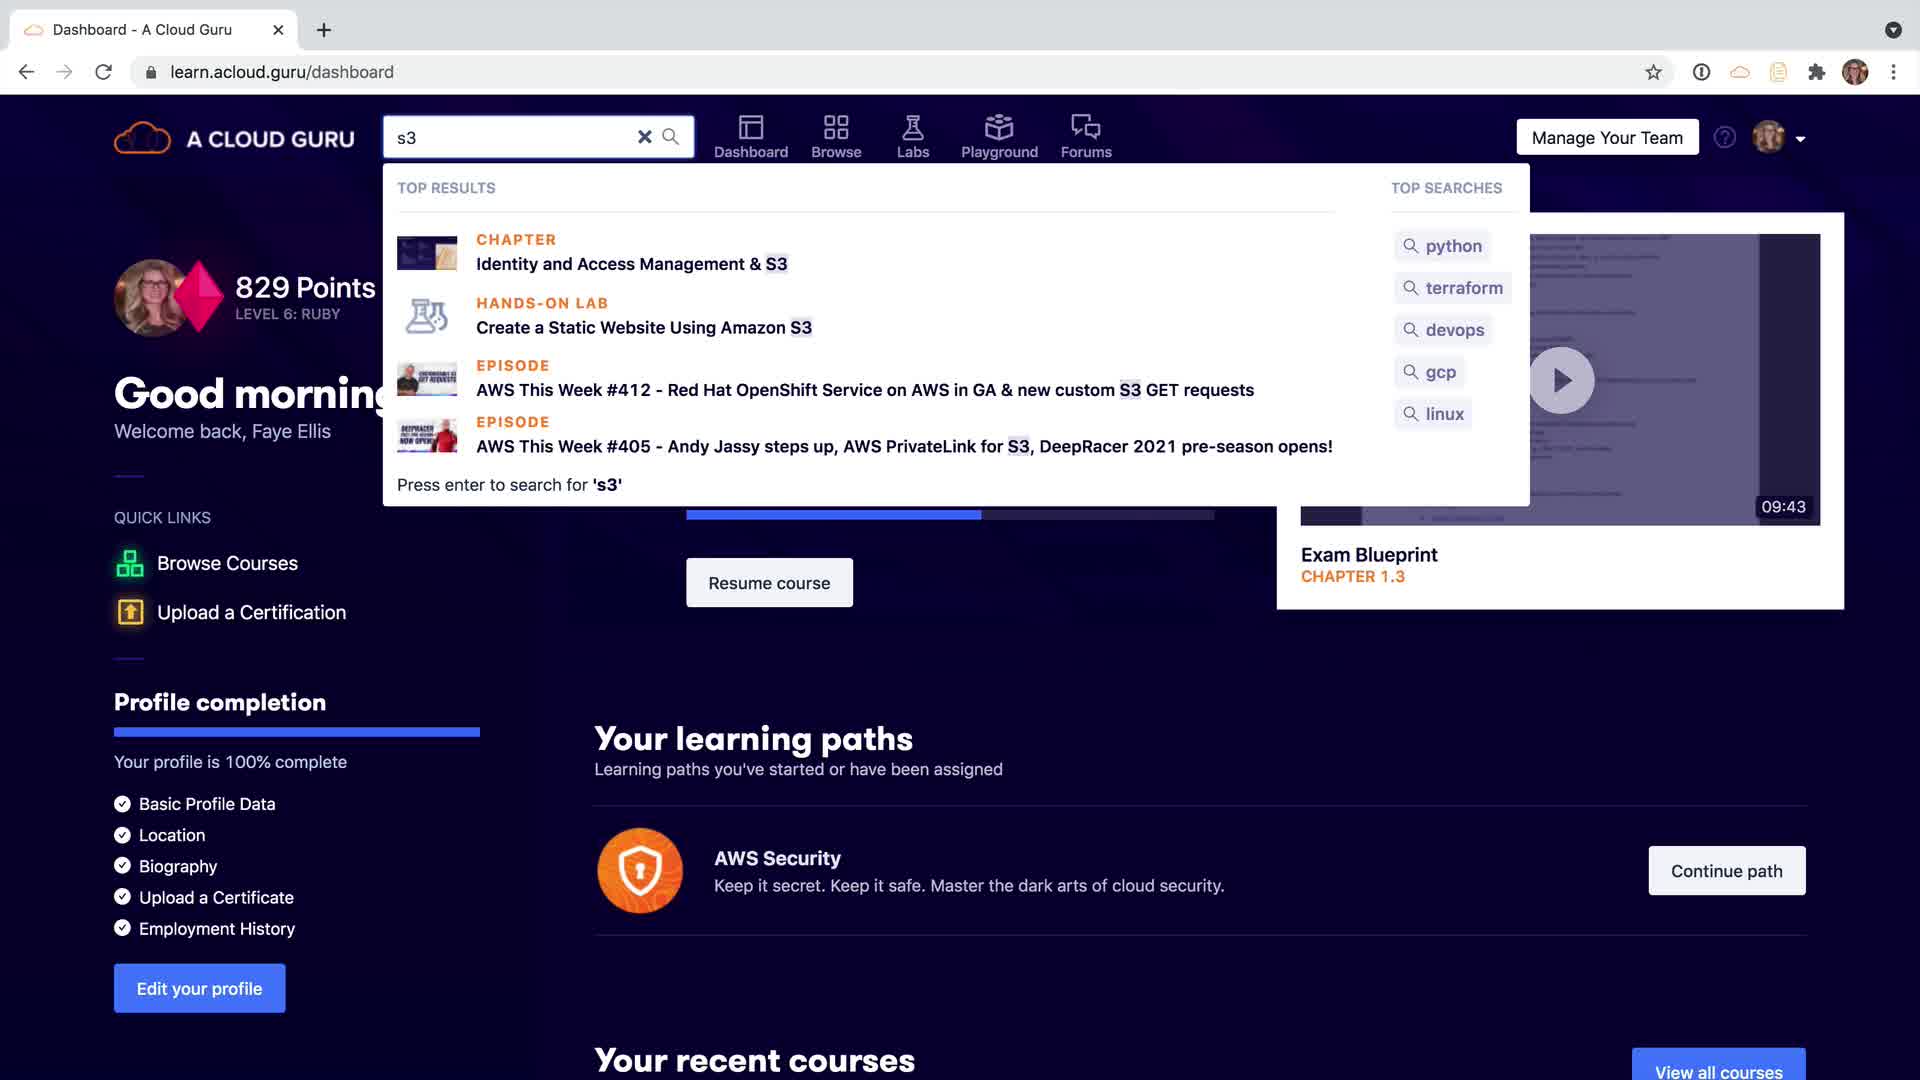 Dashboard - A Cloud Guru
learn.acloud.guru/dashboard
A CLOUD GURU
s3
Dashboard
Browse
Labs
Playground
Forums
Manage Your Team
TOP RESULTS
TOP SEARCHES
CHAPTER
Identity and Access Management & S3
HANDS-ON LAB
Create a Static Website Using Amazon S3
EPISODE
AWS This Week #412 - Red Hat OpenShift Service on AWS in GA & new custom S3 GET requests
EPISODE
AWS This Week #405 - Andy Jassy steps up, AWS PrivateLink for S3, DeepRacer 2021 pre-season opens!
Press enter to search for 's3'
python
terraform
devops
gcp
linux
829 Points
LEVEL 6: RUBY
Good morning
Welcome back, Faye Ellis
QUICK LINKS
Browse Courses
Upload a Certification
Resume course
09:43
Exam Blueprint
CHAPTER 1.3
Profile completion
Your profile is 100% complete
Basic Profile Data
Location
Biography
Upload a Certificate
Employment History
Edit your profile
Your learning paths
Learning paths you've started or have been assigned
AWS Security
Keep it secret. Keep it safe. Master the dark arts of cloud security.
Continue path
Your recent courses
View all courses